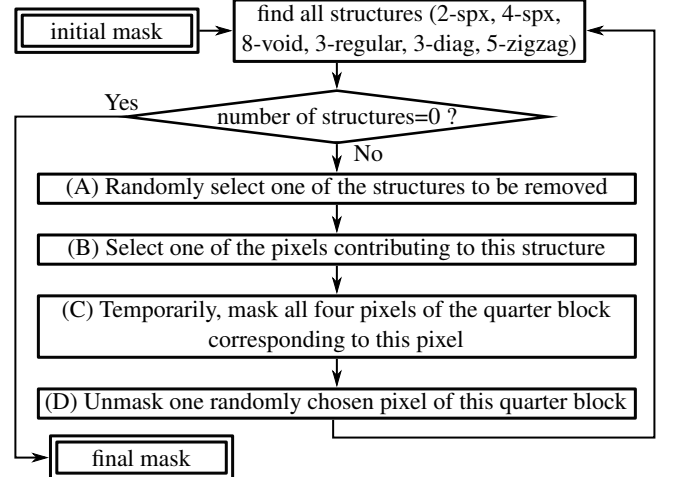 initial mask
find all structures (2-spx, 4-spx,
8-void, 3-regular, 3-diag, 5-zigzag)
Yes
number of structures=0 ?
No
(A) Randomly select one of the structures to be removed
(B) Select one of the pixels contributing to this structure
(C) Temporarily, mask all four pixels of the quarter block
corresponding to this pixel
(D) Unmask one randomly chosen pixel of this quarter block
final mask